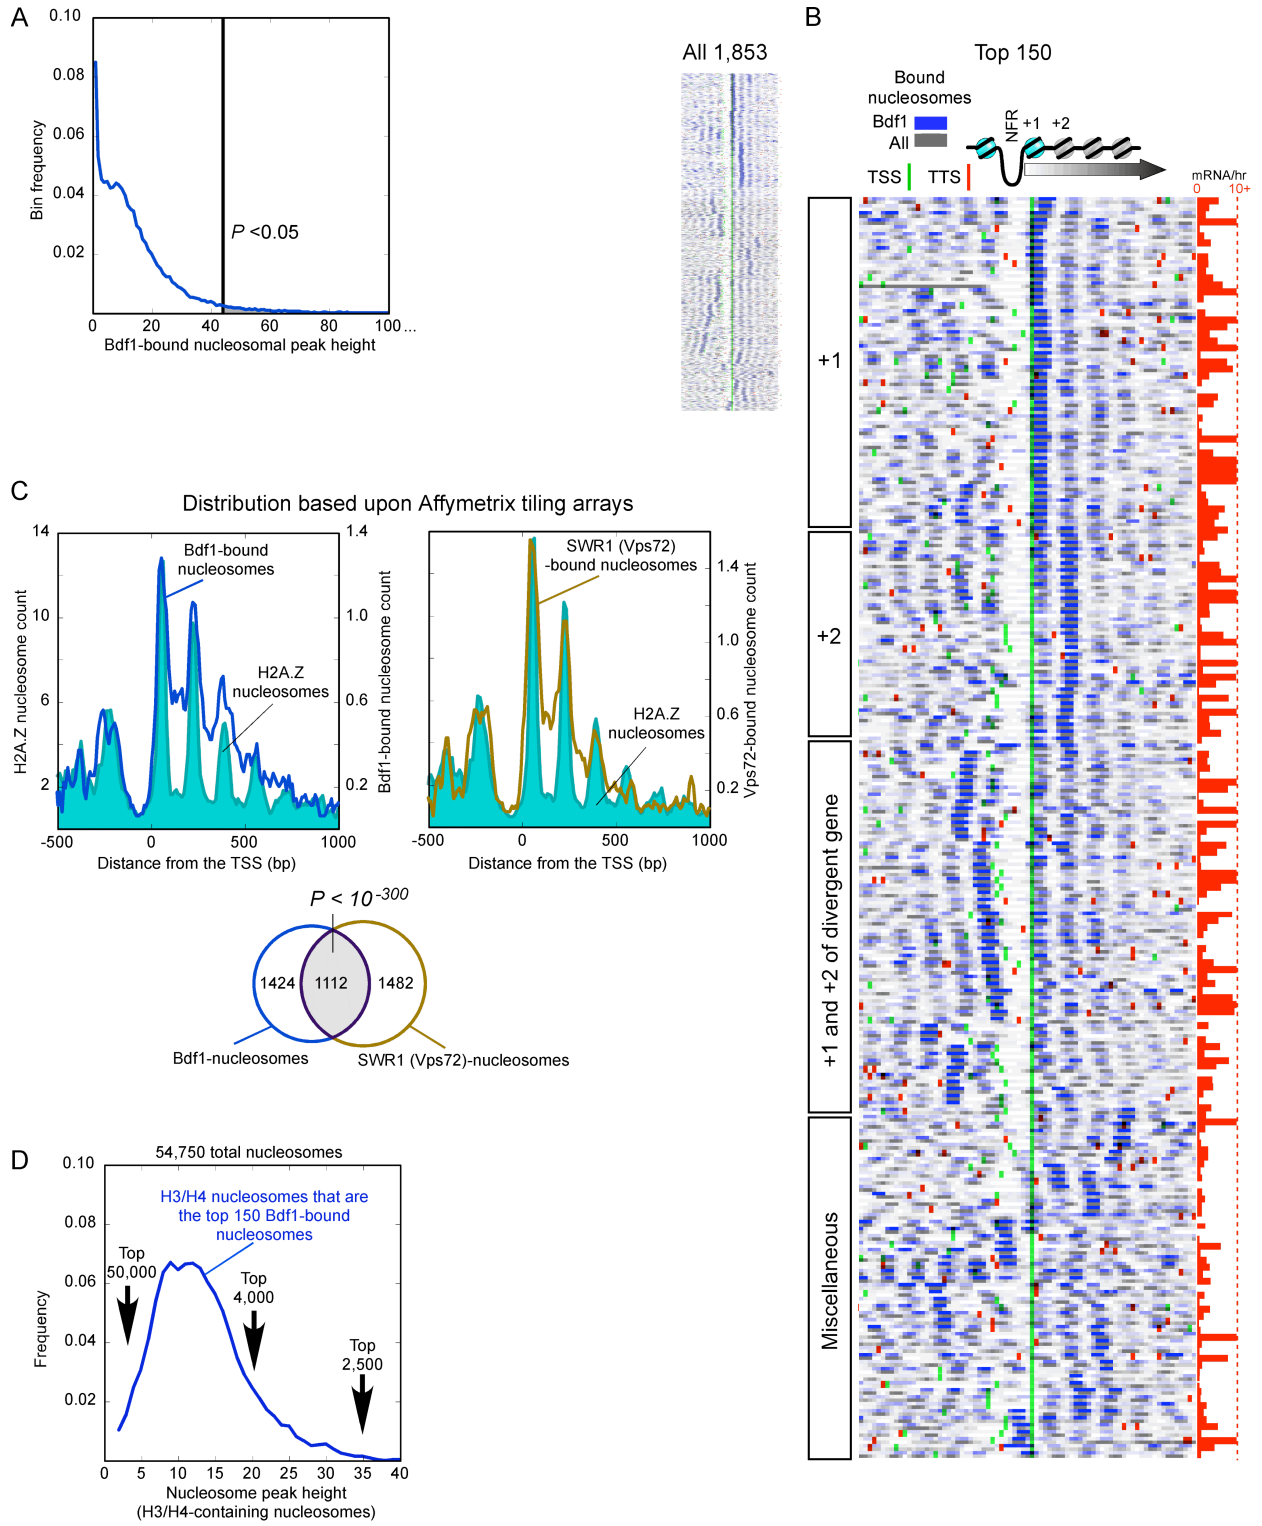 A
0.10
0.08
0.06
0.04
0.02
Bin frequency
P <0.05
0 20 40 60 80 100...
Bdf1-bound nucleosomal peak height
All 1,853
B
Top 150
Bound
nucleosomes
Bdf1
All
TSS TTS
NFR
+1 +2
mRNA/hr
0 10+
+1
+2
+1 and +2 of divergent gene
Miscellaneous
C
Distribution based upon Affymetrix tiling arrays
14
10
6
2
H2A.Z nucleosome count
Bdf1-bound
nucleosomes
H2A.Z
nucleosomes
1.4
1.0
0.6
0.2
Bdf1-bound nucleosome count
-500 0 500 1000
Distance from the TSS (bp)
SWR1 (Vps72)
-bound nucleosomes
H2A.Z
nucleosomes
1.4
1.0
0.6
0.2
Vps72-bound nucleosome count
-500 0 500 1000
Distance from the TSS (bp)
P < 10-300
1424 1112 1482
Bdf1-nucleosomes
SWR1 (Vps72)-nucleosomes
D
54,750 total nucleosomes
0.10
0.08
0.06
0.04
0.02
Frequency
H3/H4 nucleosomes that are
the top 150 Bdf1-bound
nucleosomes
Top
50,000
Top
4,000
Top
2,500
0 5 10 15 20 25 30 35 40
Nucleosome peak height
(H3/H4-containing nucleosomes)